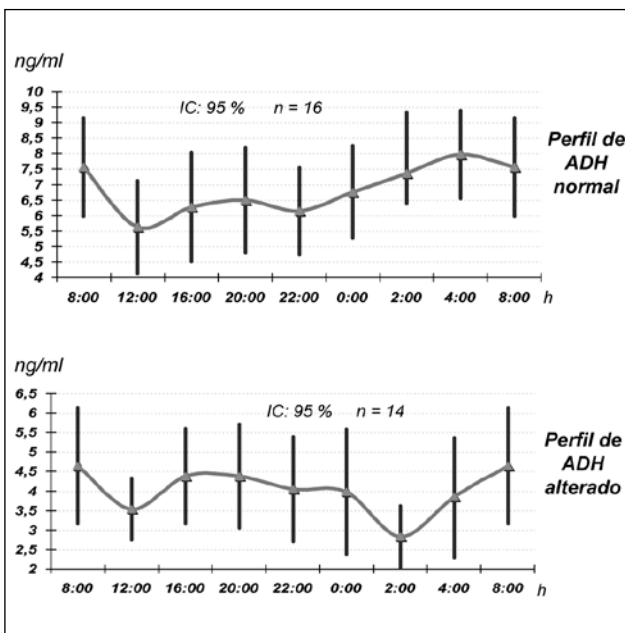 ng/ml
10
9,5
9
8,5
8
7,5
7
6,5
6
5,5
5
4,5
4
IC: 95 % n = 16
Perfil de
ADH
normal
8:00 12:00 16:00 20:00 22:00 0:00 2:00 4:00 8:00 h
ng/ml
6,5
6
5,5
5
4,5
4
3,5
3
2,5
2
IC: 95 % n = 14
Perfil de
ADH
alterado
8:00 12:00 16:00 20:00 22:00 0:00 2:00 4:00 8:00 h